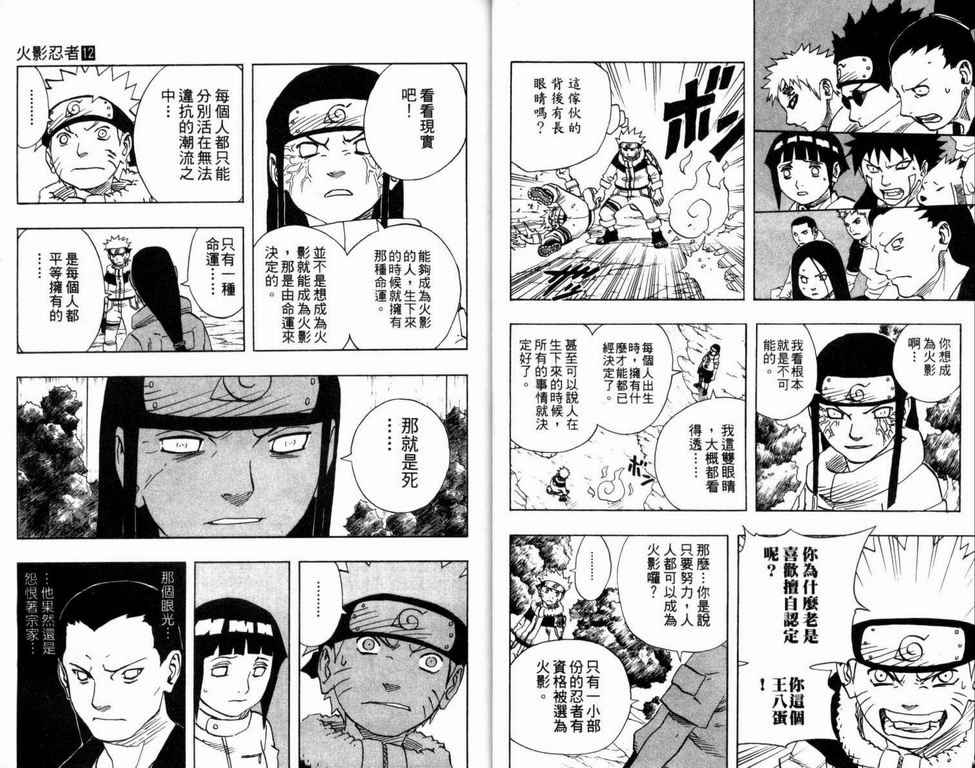 這傢伙的
背後有長
眼睛嗎？
ボッ
你想成
為火影
啊…
我看根本
就是不可
能的。
我這雙眼睛
，大概都看
得透……
每個人出生
時，擁有什
麼才能都已
經決定了。
甚至可以說人在
生下來的時候，
所有的事情就決
定好了。
ボッ
你為什麼老是
喜歡擅自認定
呢？
你這個
王八蛋
！
那麼…你是說
只要努力，人
人都可以成為
火影囉？
………
只有一小部
份的忍者有
資格被選為
火影。
火影忍者12
看看現實
吧！
能夠成為火影
的人，生下來
的時候就擁有
那種命運。
並不是想成為火
影就能成為火影
，那是由命運來
決定的。
每個人都只能
分別活在無法
違抗的潮流之
中…
………
只有一種
命運……
是每個人都
平等擁有的
……
那就是死
……
………
那個眼光…
…他果然還是
怨恨著宗家…